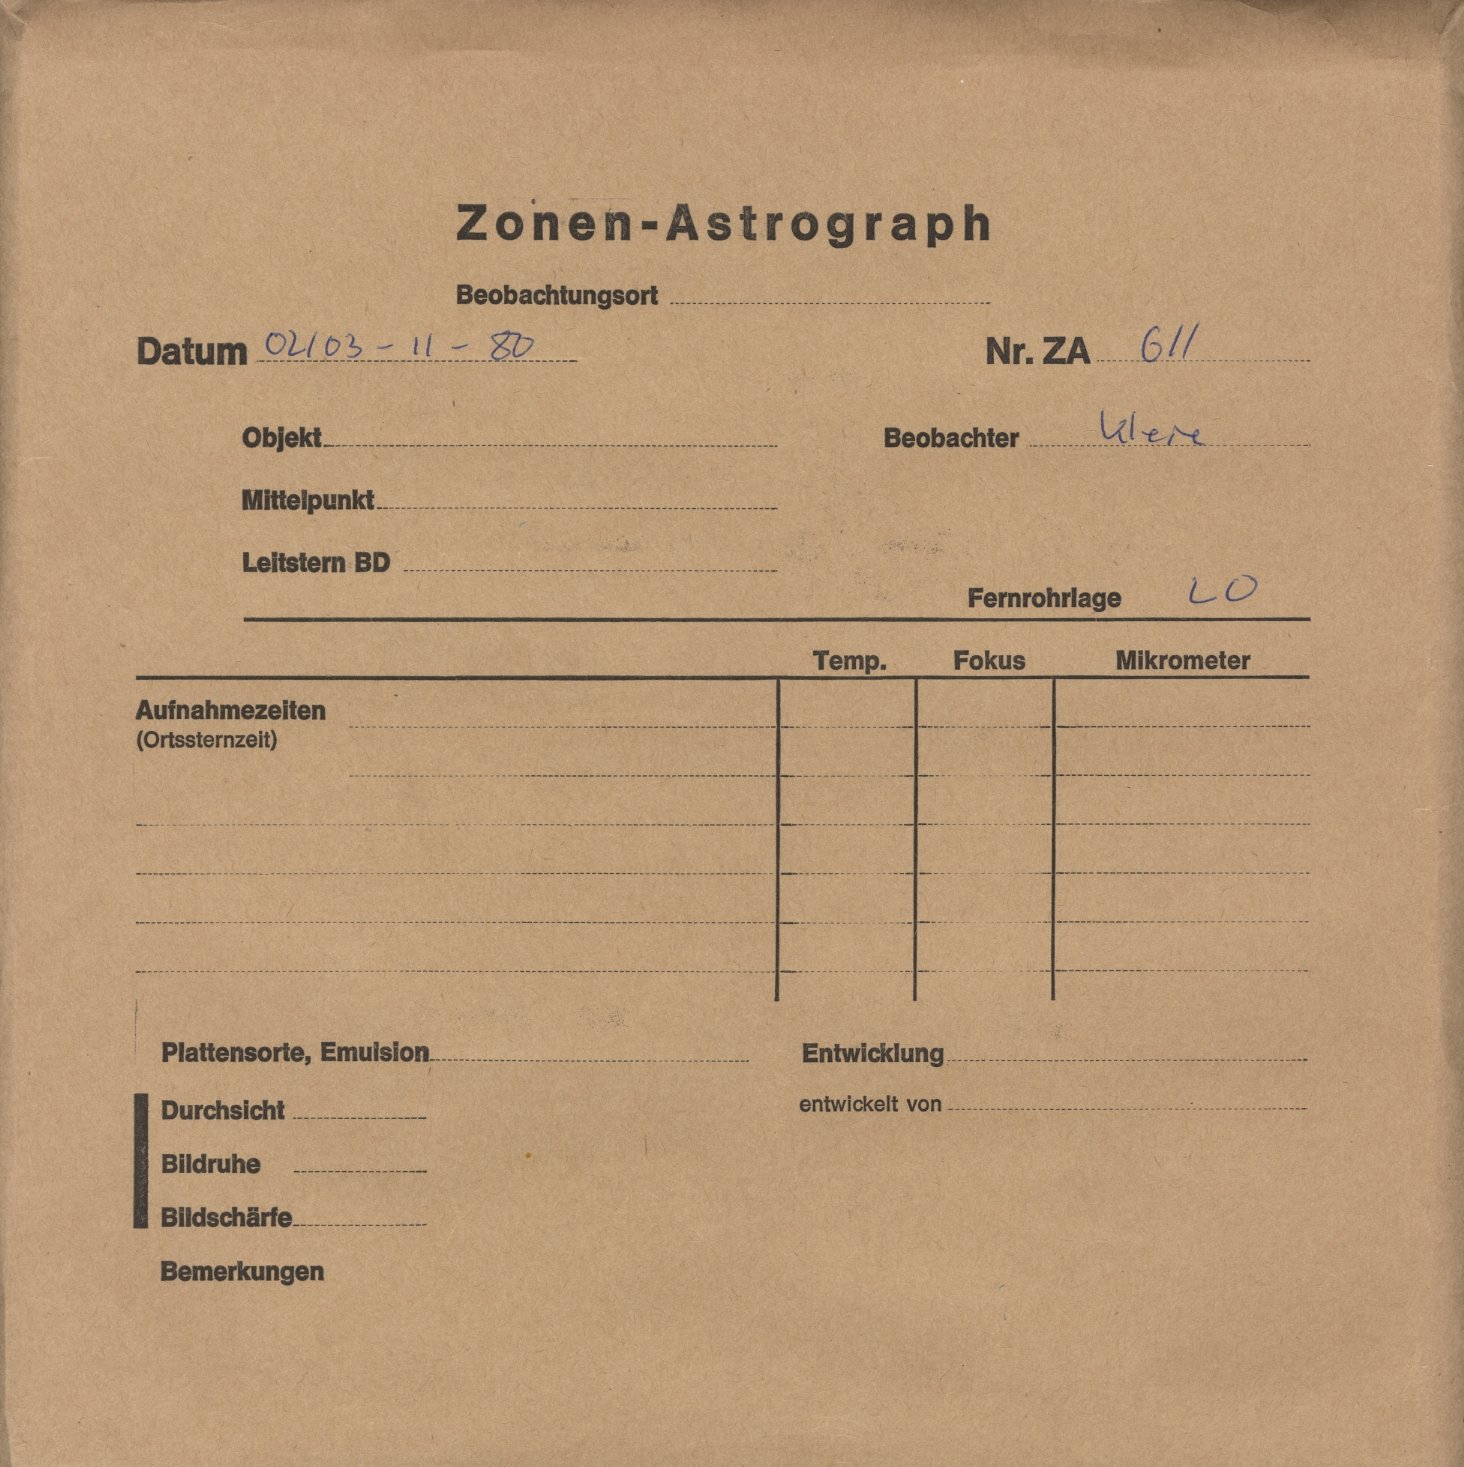 Zonen-Astrograph
Beobachtungsort
Datum 02/03 - 11 - 80 Nr. ZA 611
Objekt Beobachter
Mittelpunkt
Leitstern BD
Fernrohrlage LO
Temp. Fokus Mikrometer
Aufnahmezeiten
(Ortssternzeit)
Plattensorte, Emulsion Entwicklung
Durchsicht entwickelt von
Bildruhe
Bildschärfe
Bemerkungen